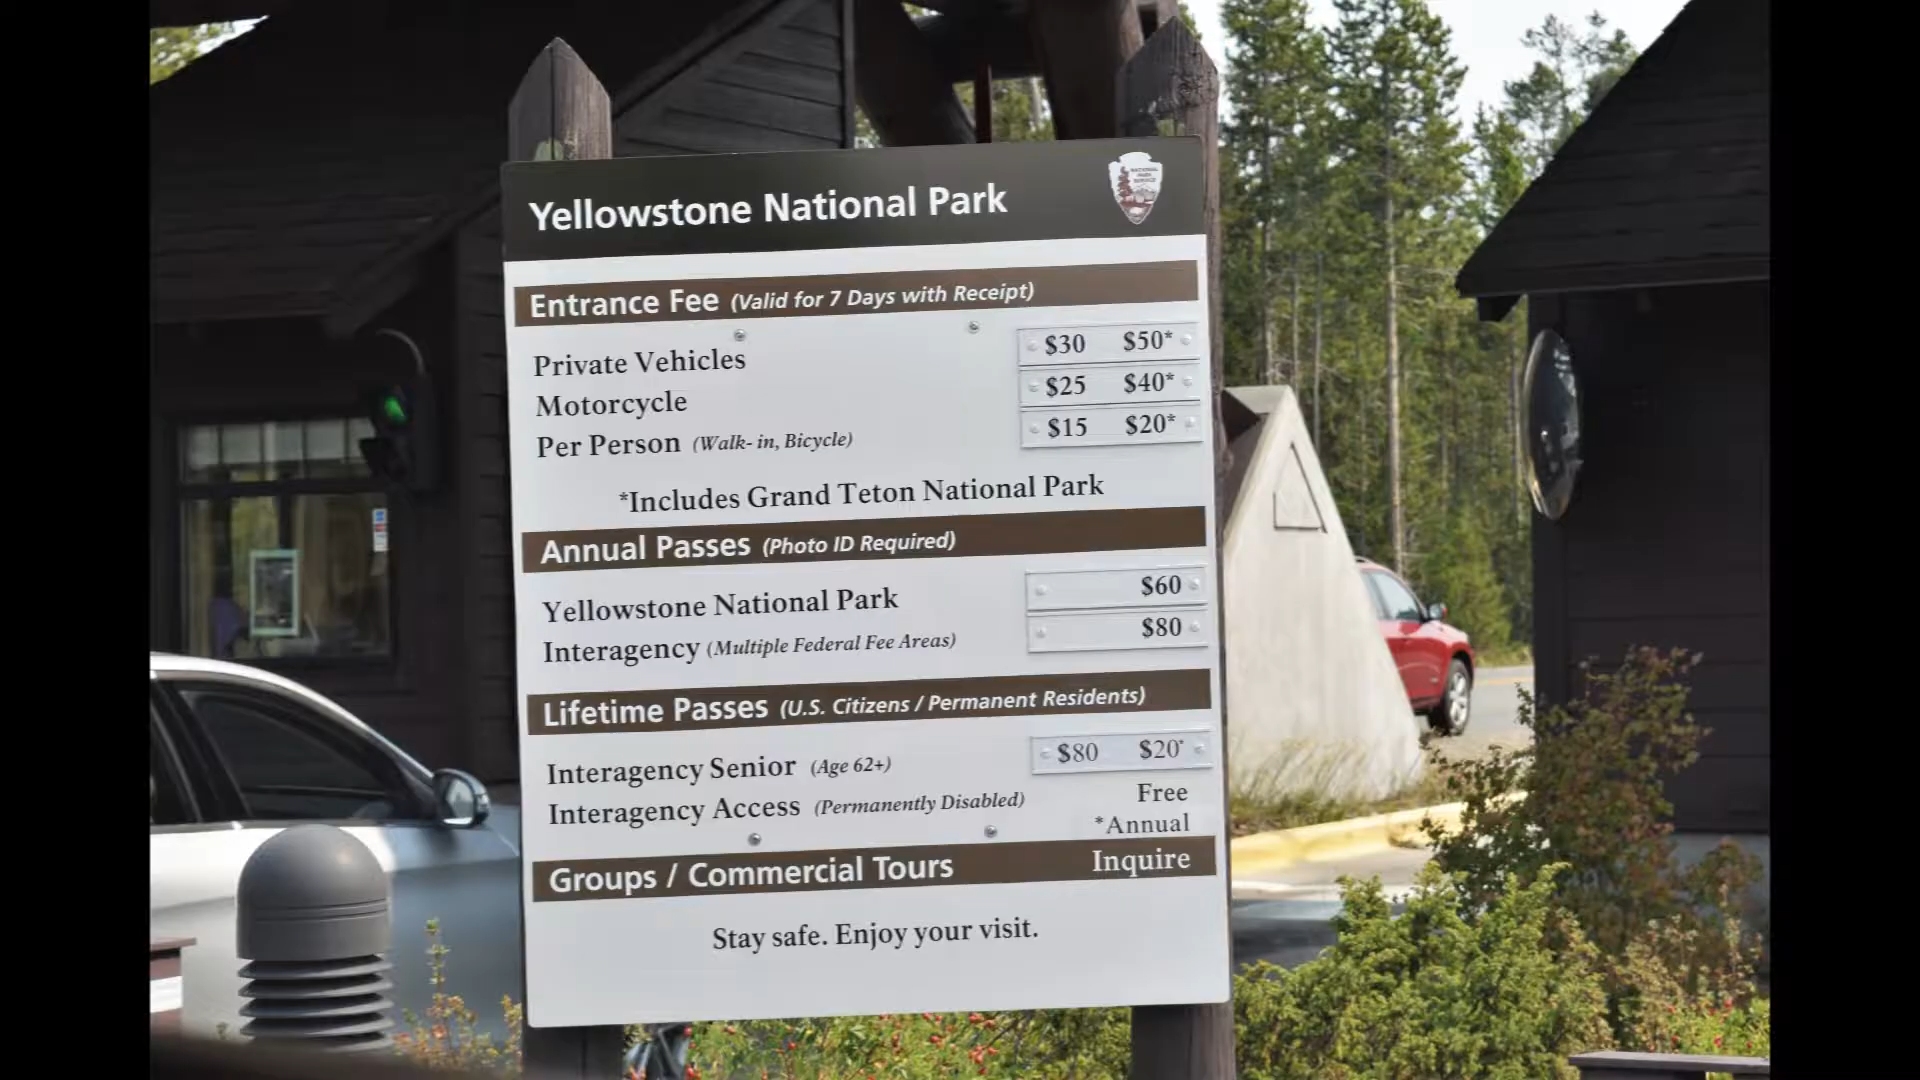 Yellowstone National Park
NATIONAL
PARK
SERVICE
Entrance Fee (Valid for 7 Days with Receipt)
Private Vehicles $30 $50*
Motorcycle $25 $40*
Per Person (Walk- in, Bicycle) $15 $20*
*Includes Grand Teton National Park
Annual Passes (Photo ID Required)
Yellowstone National Park $60
Interagency (Multiple Federal Fee Areas) $80
Lifetime Passes (U.S. Citizens / Permanent Residents)
Interagency Senior (Age 62+) $80 $20*
Interagency Access (Permanently Disabled) Free
*Annual
Groups / Commercial Tours Inquire
Stay safe. Enjoy your visit.